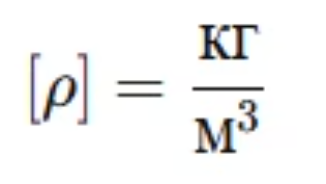 [ρ] = кг/м³